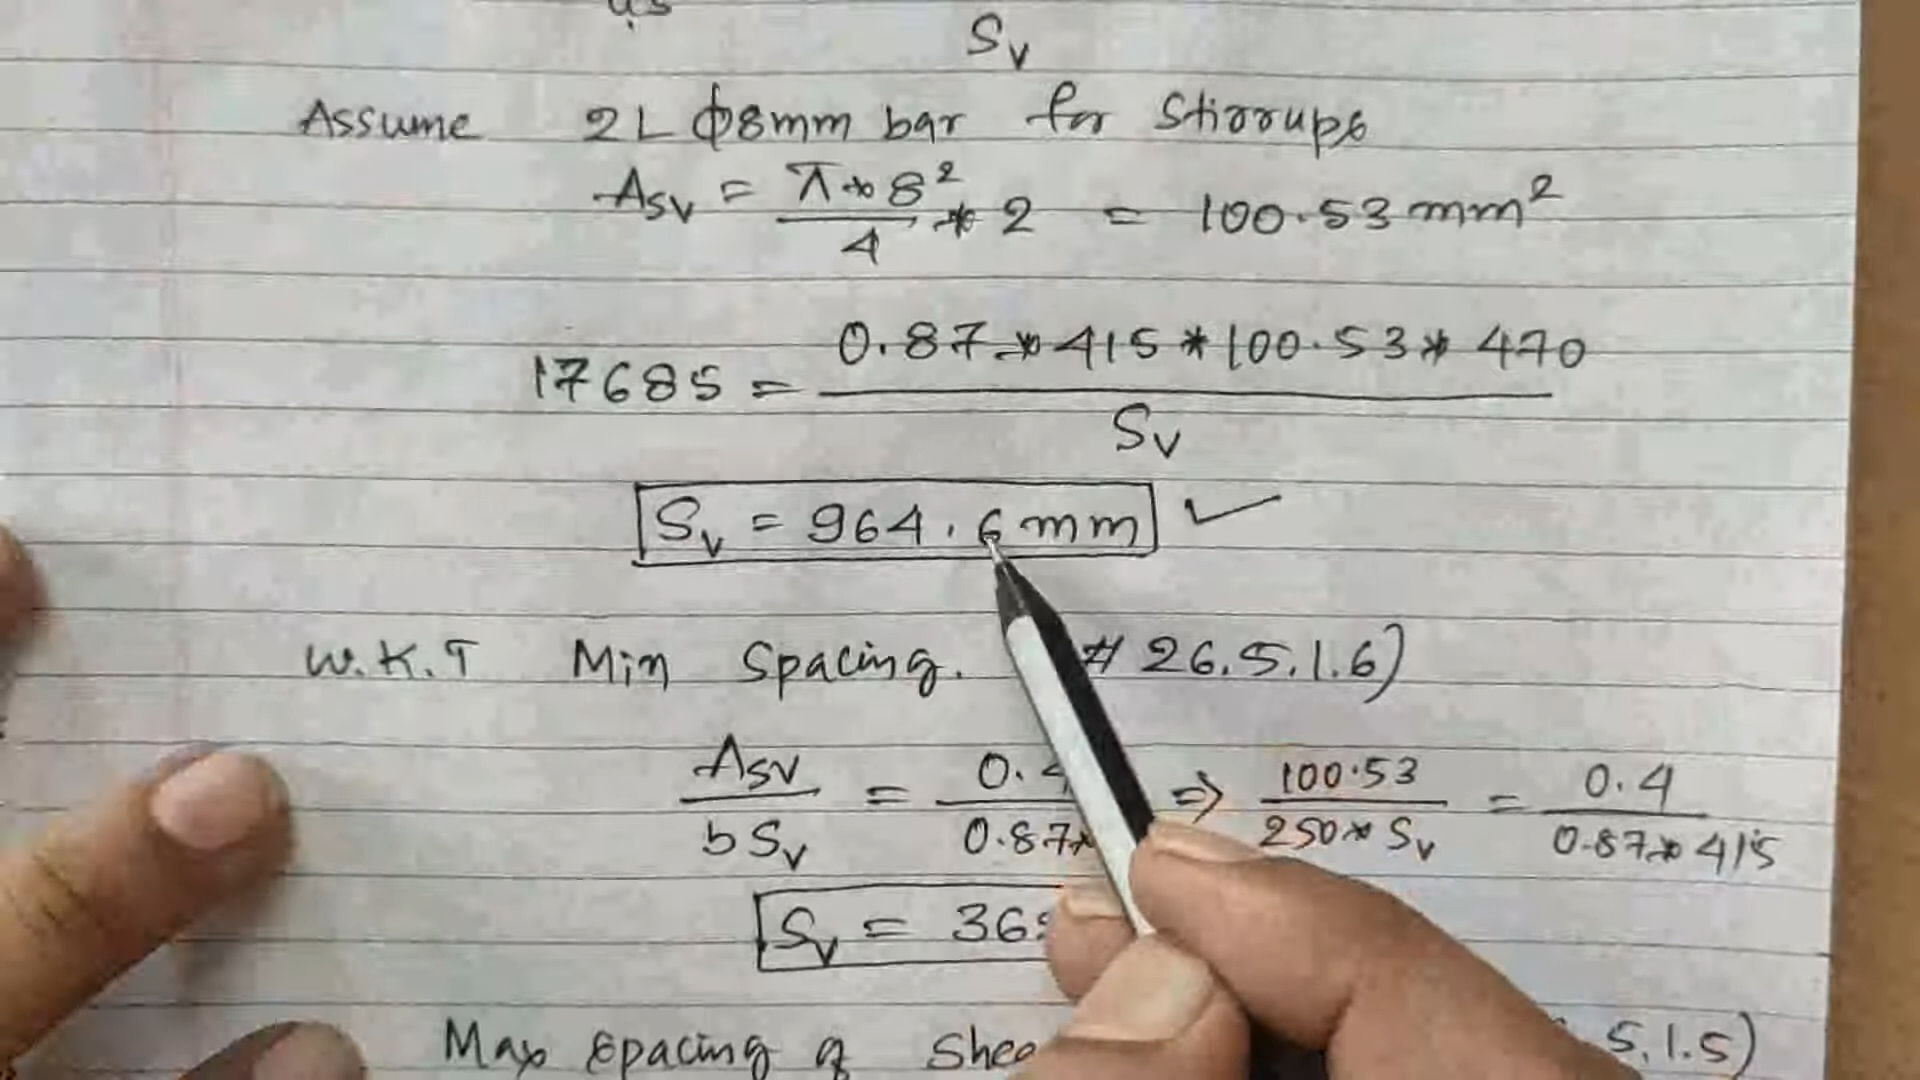 Sv
Assume 2L ϕ8mm bar for Stirrups
Asv = π*8²/4 * 2 = 100.53 mm²
17685 = 0.87*415*100.53*470/Sv
Sv = 964.6 mm ✓
W.K.T Min Spacing. # 26.5.1.6)
Asv/bSv = 0.4/0.87* ⇒ 100.53/250*Sv = 0.4/0.87*415
Sv = 36
Max Spacing of 5.1.5)